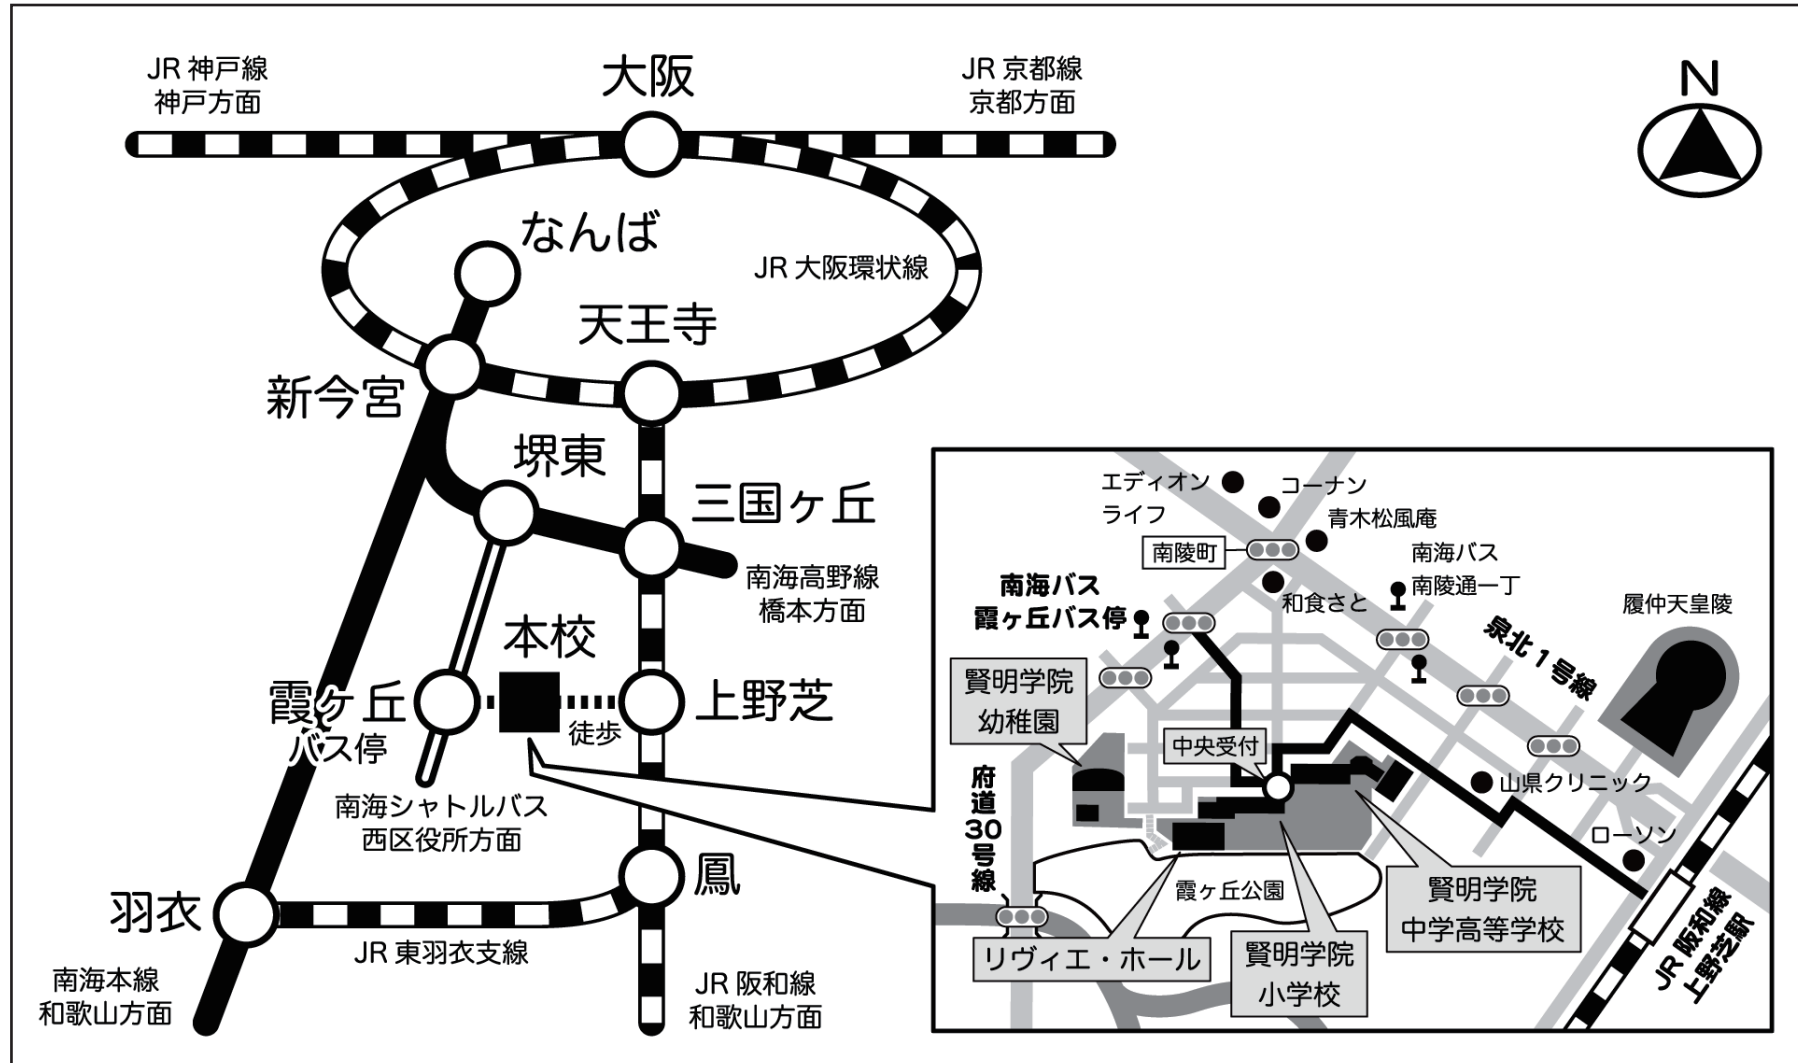 JR 神戸線
神戸方面
大阪
JR 京都線
京都方面
N
なんば
JR 大阪環状線
天王寺
新今宮
堺東
三国ヶ丘
南海高野線
橋本方面
本校
霞ヶ丘
バス停
徒歩
上野芝
南海シャトルバス
西区役所方面
鳳
羽衣
JR 東羽衣支線
南海本線
和歌山方面
JR 阪和線
和歌山方面
エディオン
ライフ
コーナン
青木松風庵
南陵町
南海バス
南陵通一丁
南海バス
霞ヶ丘バス停
和食さと
履仲天皇陵
泉北1号線
賢明学院
幼稚園
中央受付
府道30号線
山県クリニック
ローソン
霞ヶ丘公園
賢明学院
中学高等学校
リヴィエ・ホール
賢明学院
小学校
JR 阪和線
上野芝駅